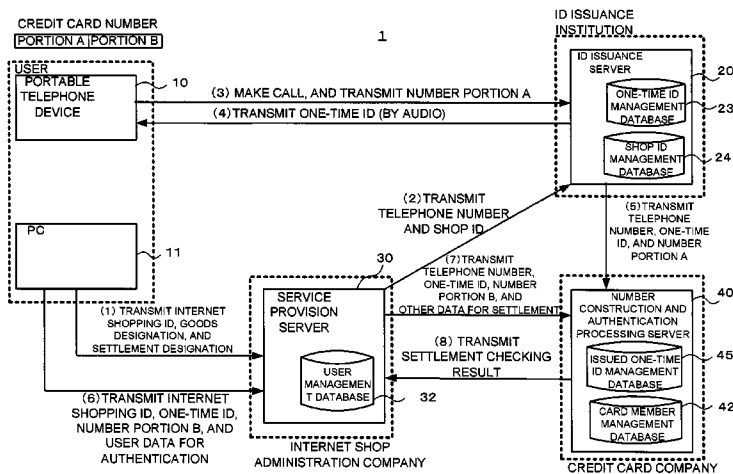 CREDIT CARD NUMBER
PORTION A PORTION B
1
ID ISSUANCE
INSTITUTION
USER
PORTABLE
TELEPHONE
DEVICE
10
(3) MAKE CALL, AND TRANSMIT NUMBER PORTION A
(4) TRANSMIT ONE-TIME ID (BY AUDIO)
ID ISSUANCE
SERVER
20
ONE-TIME ID
MANAGEMENT
DATABASE
23
SHOP ID
MANAGEMENT
DATABASE
24
(2) TRANSMIT
TELEPHONE NUMBER
AND SHOP ID
(5) TRANSMIT
TELEPHONE
NUMBER, ONE-TIME
ID, AND NUMBER
PORTION A
PC
11
(1) TRANSMIT INTERNET
SHOPPING ID, GOODS
DESIGNATION, AND
SETTLEMENT DESIGNATION
30
SERVICE
PROVISION
SERVER
(7) TRANSMIT
TELEPHONE NUMBER,
ONE-TIME ID, NUMBER
PORTION B, AND
OTHER DATA FOR SETTLEMENT
(8) TRANSMIT
SETTLEMENT CHECKING
RESULT
USER
MANAGEMEN
T DATABASE
32
NUMBER
CONSTRUCTION AND
AUTHENTICATION
PROCESSING SERVER
40
ISSUED ONE-TIME
ID MANAGEMENT
DATABASE
45
CARD MEMBER
MANAGEMENT
DATABASE
42
(6) TRANSMIT INTERNET
SHOPPING ID, ONE-TIME ID,
NUMBER PORTION B, AND
USER DATA FOR
AUTHENTICATION
INTERNET SHOP
ADMINISTRATION COMPANY
CREDIT CARD COMPANY